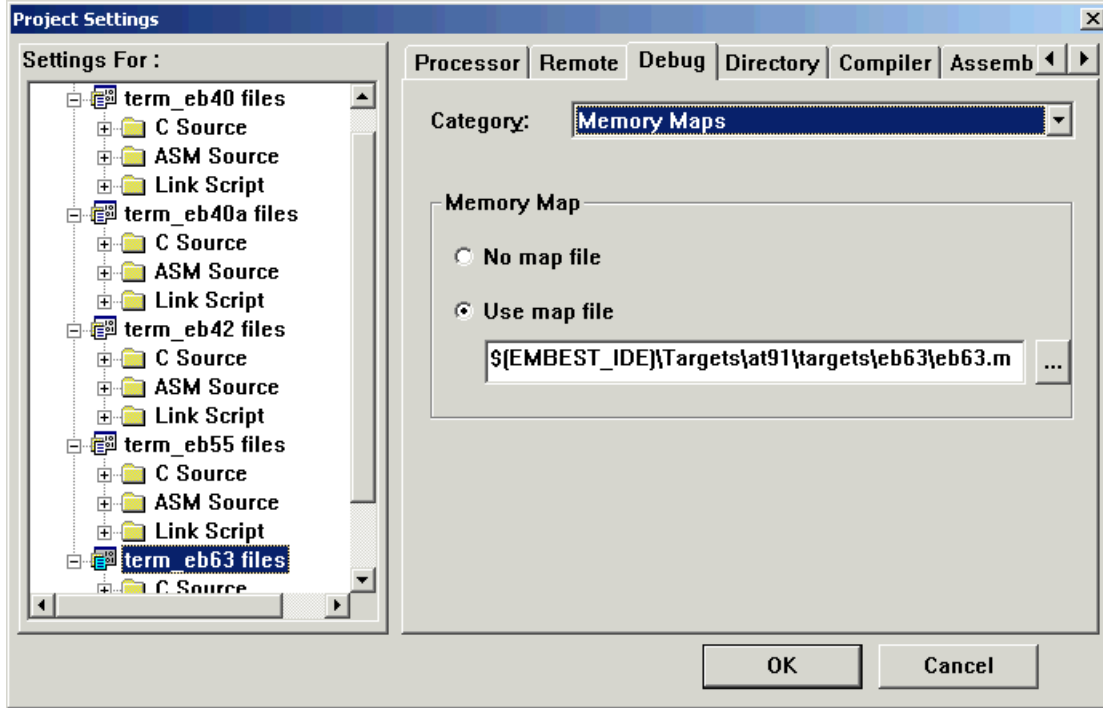 Project Settings
Settings For :
term_eb40 files
C Source
ASM Source
Link Script
term_eb40a files
C Source
ASM Source
Link Script
term_eb42 files
C Source
ASM Source
Link Script
term_eb55 files
C Source
ASM Source
Link Script
term_eb63 files
C Source
Processor Remote Debug Directory Compiler Assemb
Category: Memory Maps
Memory Map
No map file
Use map file
$(EMBEST_IDE)\Targets\at91\targets\eb63\eb63.m
...
OK Cancel